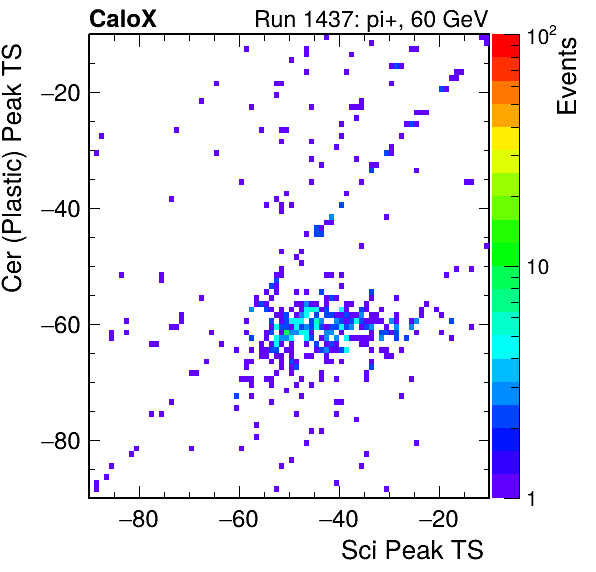 CaloX Run 1437: pi+, 60 GeV
Cer (Plastic) Peak TS
−20
−40
−60
−80
−80 −60 −40 −20
Sci Peak TS
10²
10
1
Events